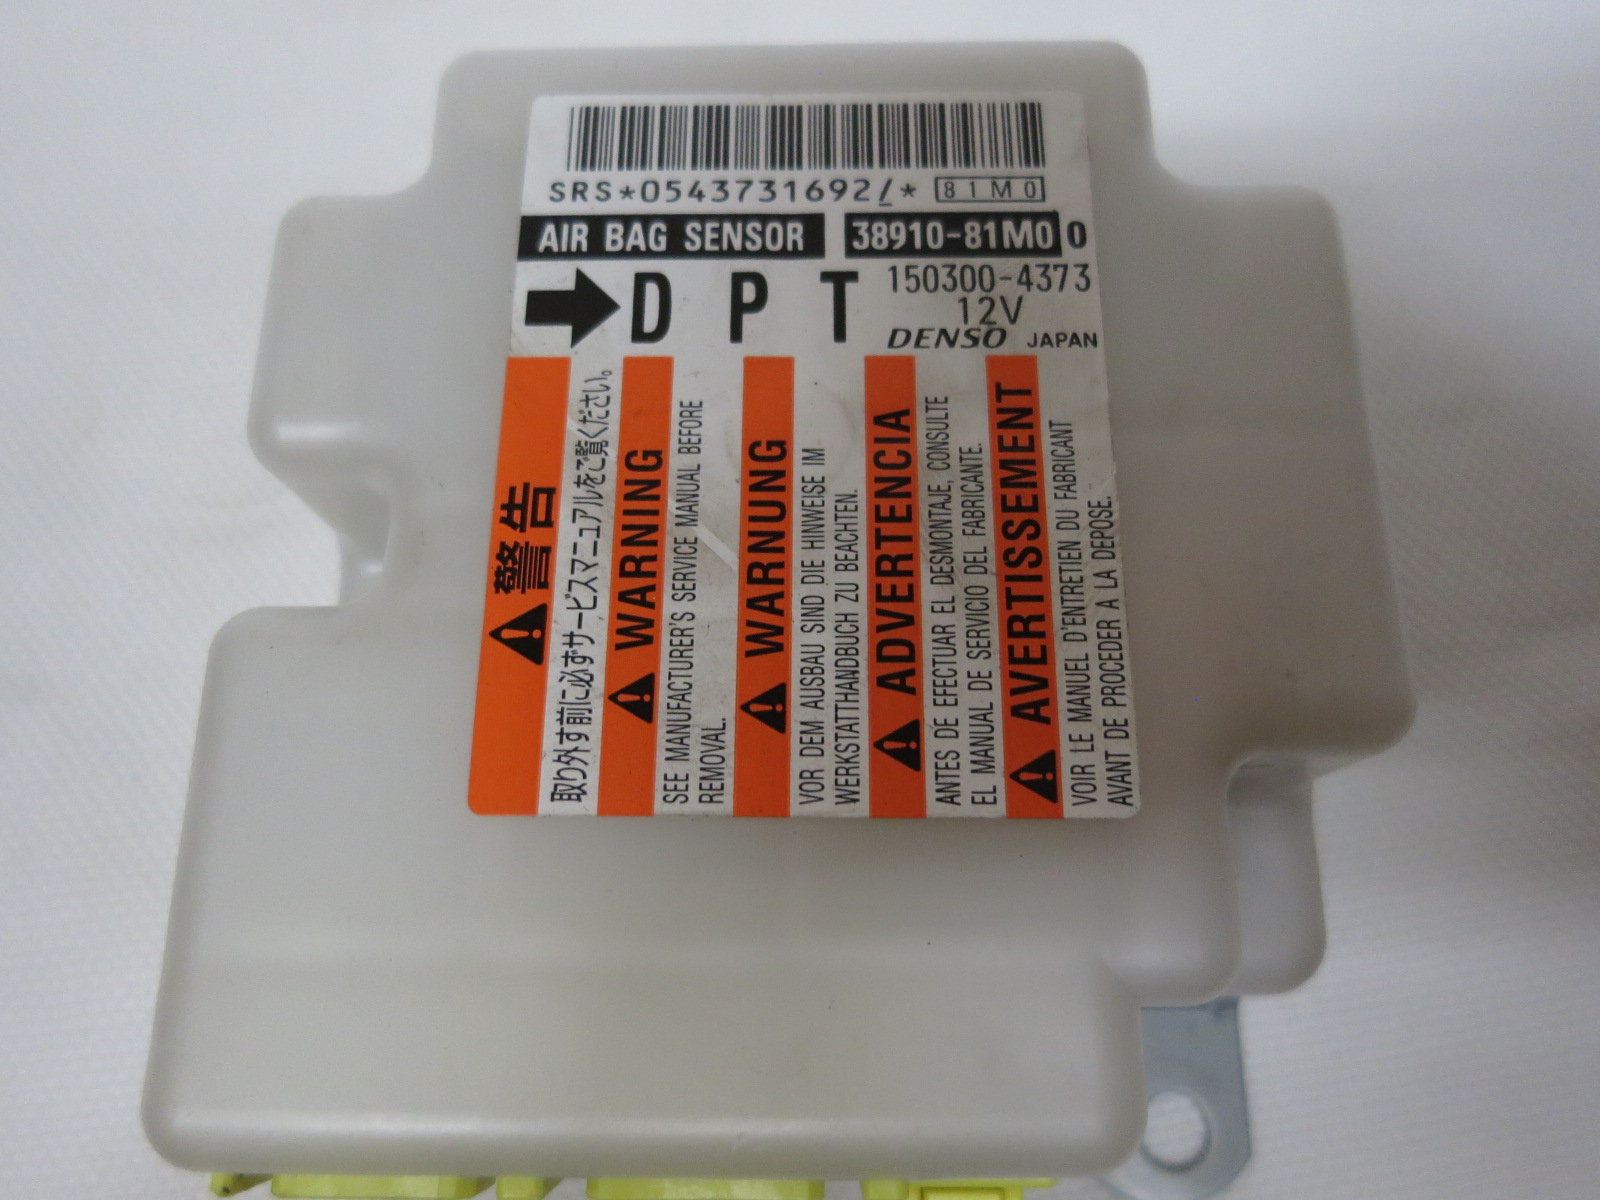 SRS*0543731692/* 81M0
AIR BAG SENSOR 38910-81M00
D P T
150300-4373
12V
DENSO JAPAN
警告
取り外す前に必ずサービスマニュアルをご覧ください。
WARNING
SEE MANUFACTURER'S SERVICE MANUAL BEFORE
REMOVAL.
WARNUNG
VOR DEM AUSBAU SIND DIE HINWEISE IM
WERKSTATTHANDBUCH ZU BEACHTEN.
ADVERTENCIA
ANTES DE EFECTUAR EL DESMONTAJE, CONSULTE
EL MANUAL DE SERVICIO DEL FABRICANTE.
AVERTISSEMENT
VOIR LE MANUEL D'ENTRETIEN DU FABRICANT
AVANT DE PROCEDER A LA DEPOSE.